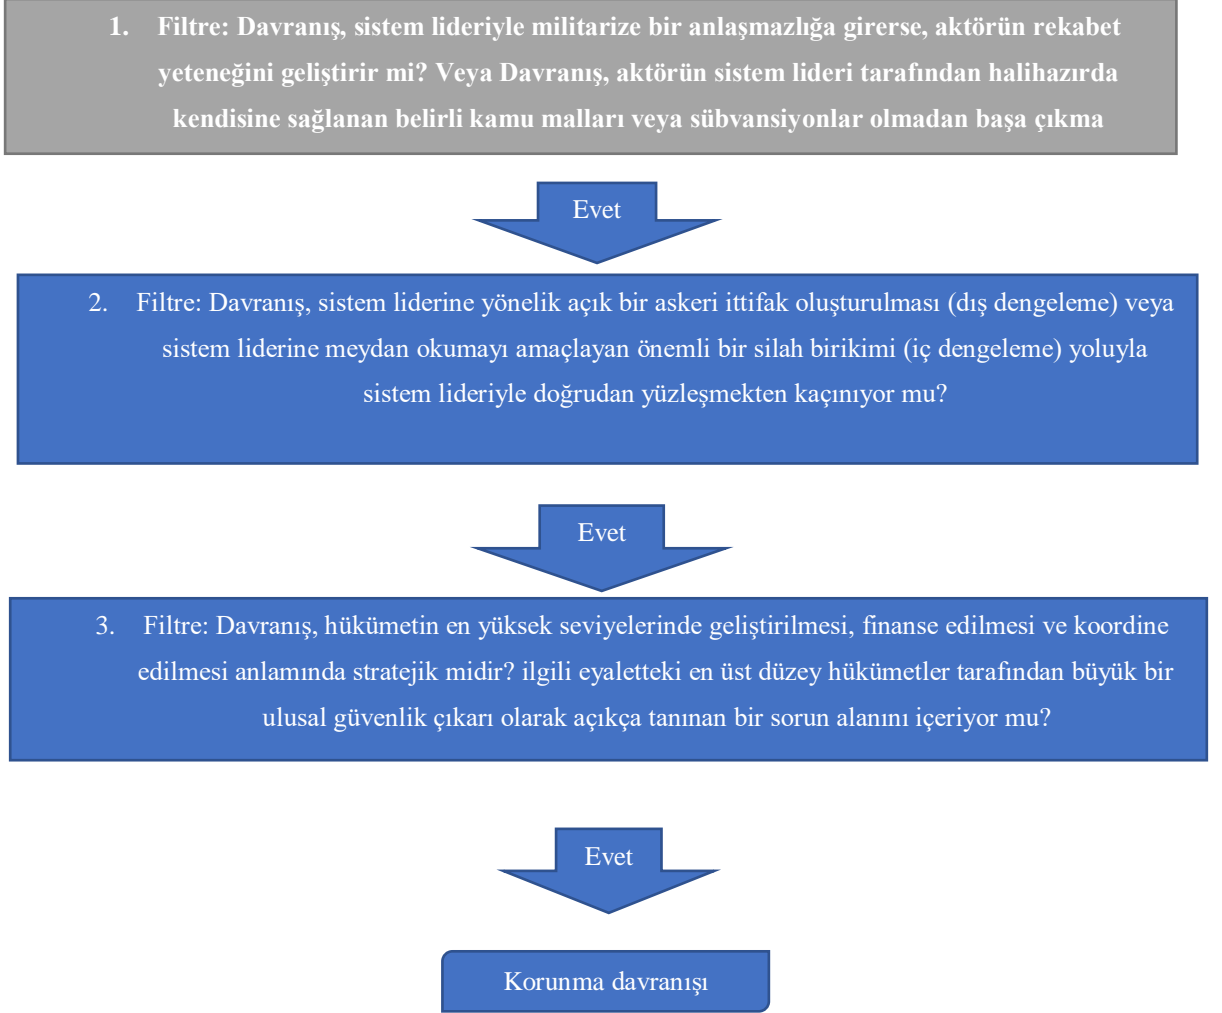 1. Filtre: Davranış, sistem lideriyle militarize bir anlaşmazlığa girerse, aktörün rekabet
yeteneğini geliştirir mi? Veya Davranış, aktörün sistem lideri tarafından halihazırda
kendisine sağlanan belirli kamu malları veya sübvansiyonlar olmadan başa çıkma
Evet
2. Filtre: Davranış, sistem liderine yönelik açık bir askeri ittifak oluşturulması (dış dengeleme) veya
sistem liderine meydan okumayı amaçlayan önemli bir silah birikimi (iç dengeleme) yoluyla
sistem lideriyle doğrudan yüzleşmekten kaçınıyor mu?
Evet
3. Filtre: Davranış, hükümetin en yüksek seviyelerinde geliştirilmesi, finanse edilmesi ve koordine
edilmesi anlamında stratejik midir? ilgili eyaletteki en üst düzey hükümetler tarafından büyük bir
ulusal güvenlik çıkarı olarak açıkça tanınan bir sorun alanını içeriyor mu?
Evet
Korunma davranışı